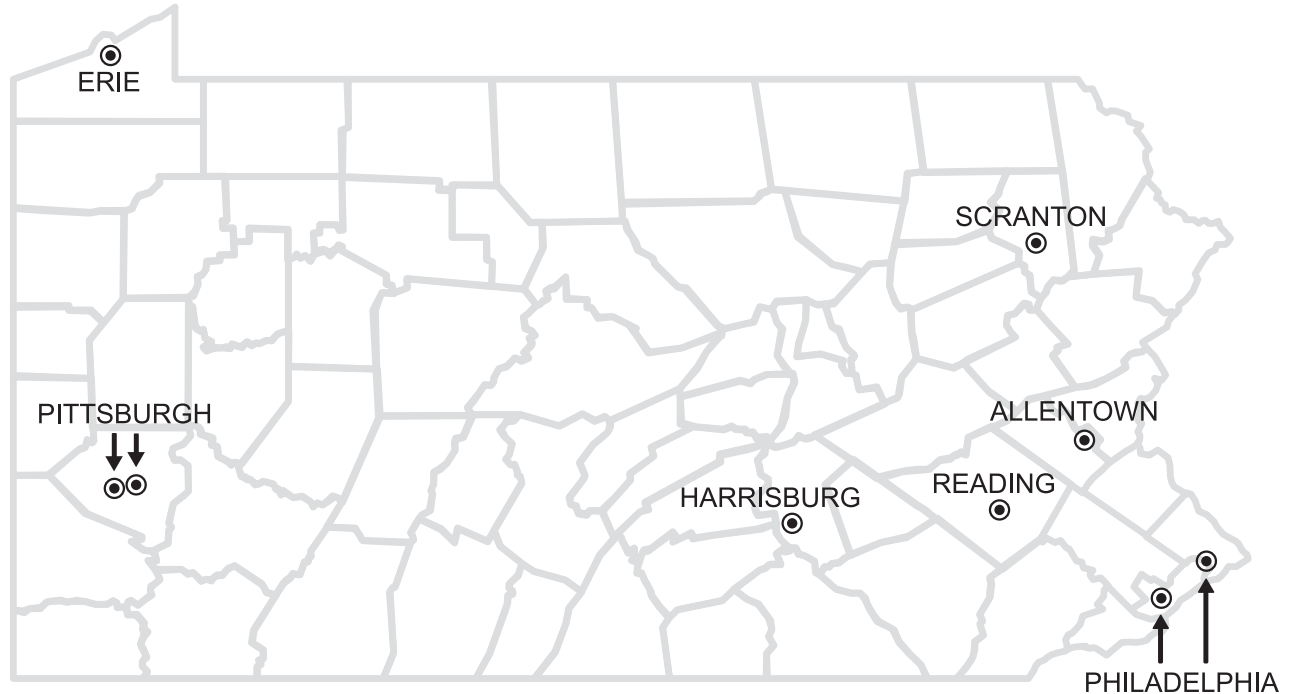 ERIE
SCRANTON
PITTSBURGH
ALLENTOWN
READING
HARRISBURG
PHILADELPHIA